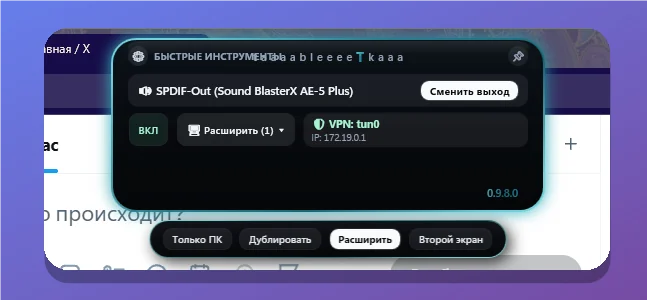 авная / X
БЫСТРЫЕ ИНСТРУМЕНТЫ
T k a a a
SPDIF-Out (Sound BlasterX AE-5 Plus)
Сменить выход
ВКЛ
Расширить (1)
VPN: tun0
IP: 172.19.0.1
ас
0.9.8.0
о происходит?
Только ПК
Дублировать
Расширить
Второй экран